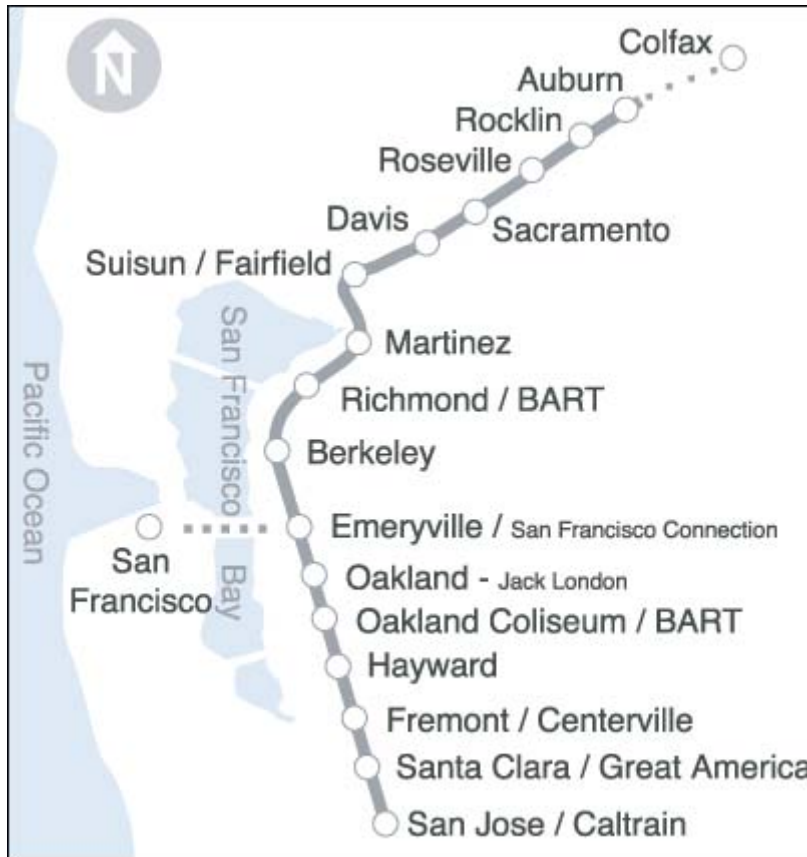 N
Colfax
Auburn
Rocklin
Roseville
Davis
Sacramento
Suisun / Fairfield
Martinez
Richmond / BART
Berkeley
Emeryville / San Francisco Connection
San
Francisco
Oakland - Jack London
Oakland Coliseum / BART
Hayward
Fremont / Centerville
Santa Clara / Great America
San Jose / Caltrain
Pacific Ocean
San Francisco Bay